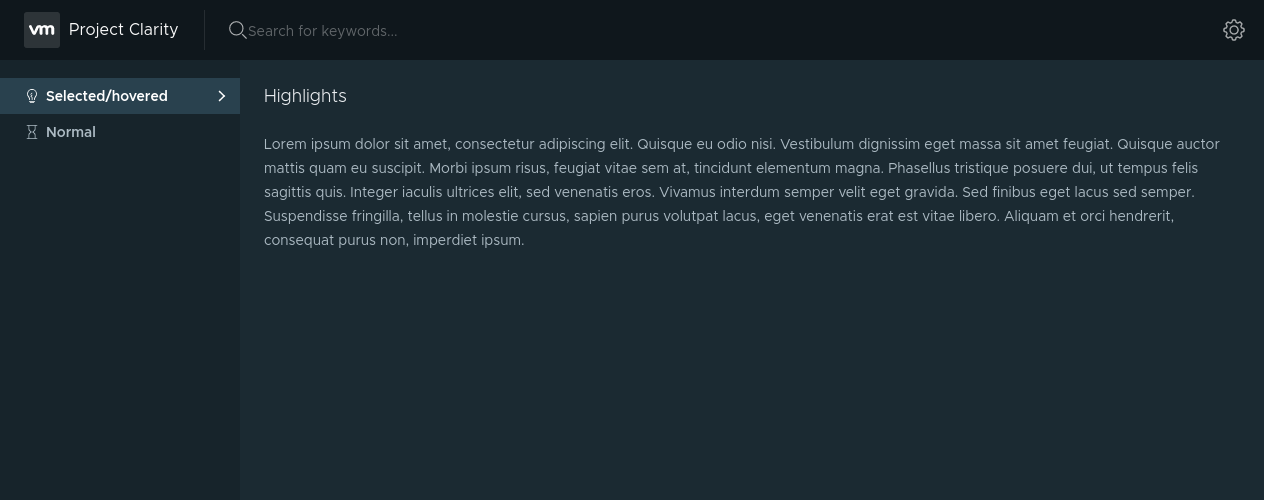 vm Project Clarity
Search for keywords...
Selected/hovered
Normal
Highlights
Lorem ipsum dolor sit amet, consectetur adipiscing elit. Quisque eu odio nisi. Vestibulum dignissim eget massa sit amet feugiat. Quisque auctor
mattis quam eu suscipit. Morbi ipsum risus, feugiat vitae sem at, tincidunt elementum magna. Phasellus tristique posuere dui, ut tempus felis
sagittis quis. Integer iaculis ultrices elit, sed venenatis eros. Vivamus interdum semper velit eget gravida. Sed finibus eget lacus sed semper.
Suspendisse fringilla, tellus in molestie cursus, sapien purus volutpat lacus, eget venenatis erat est vitae libero. Aliquam et orci hendrerit,
consequat purus non, imperdiet ipsum.